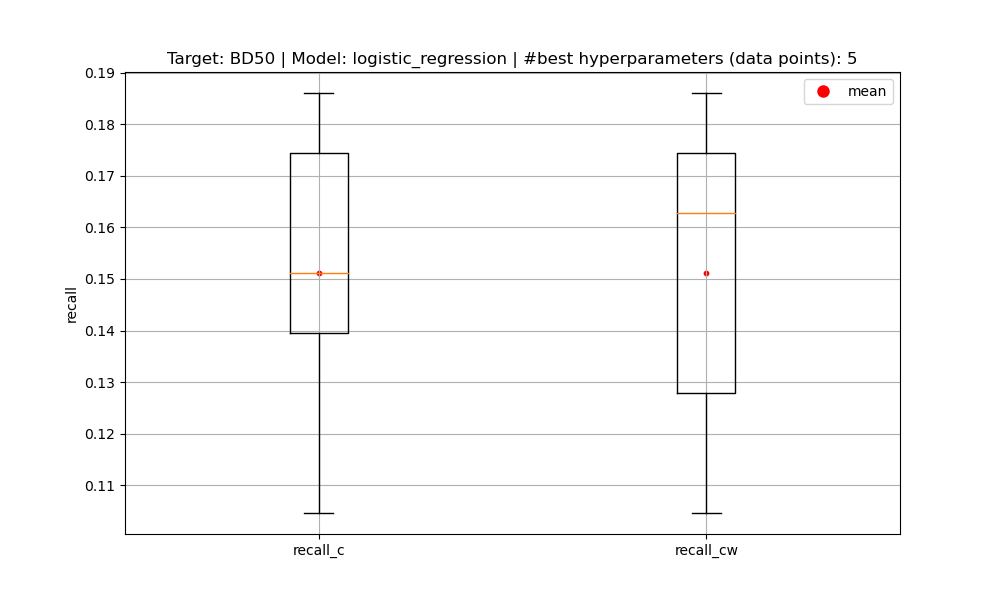 Target: BD50 | Model: logistic_regression | #best hyperparameters (data points): 5
mean
0.19
0.18
0.17
0.16
0.15
0.14
0.13
0.12
0.11
recall
recall_c
recall_cw